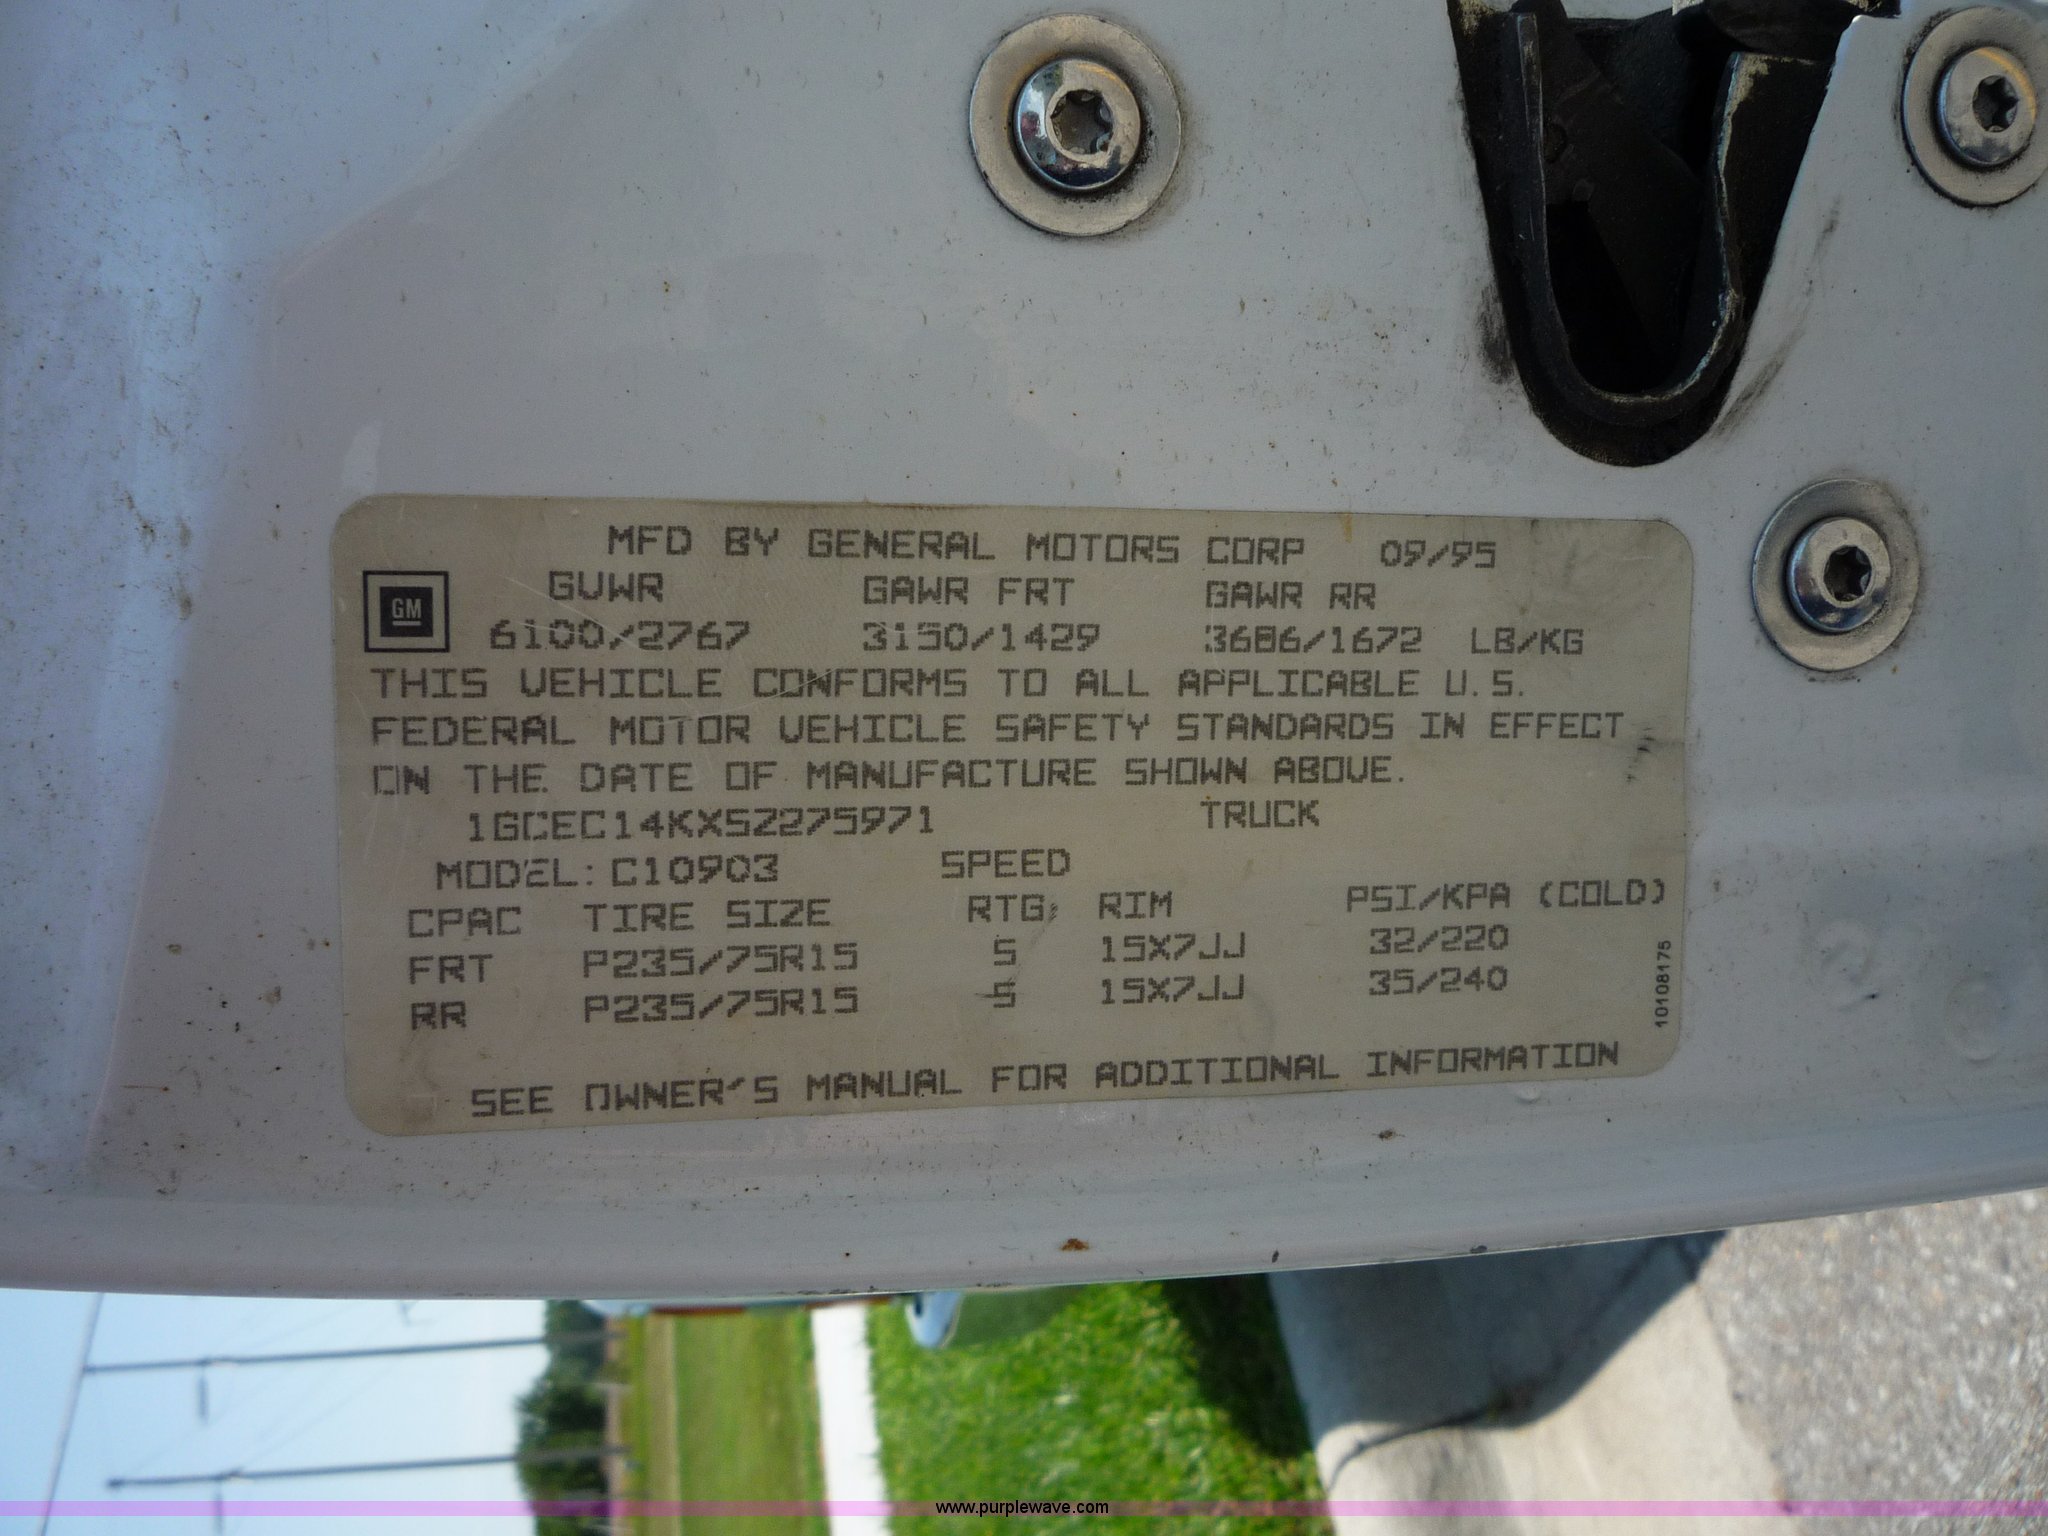 MFD BY GENERAL MOTORS CORP 09/95
GM
GVWR GAWR FRT GAWR RR
6100/2767 3150/1429 3686/1672 LB/KG
THIS VEHICLE CONFORMS TO ALL APPLICABLE U.S.
FEDERAL MOTOR VEHICLE SAFETY STANDARDS IN EFFECT
ON THE DATE OF MANUFACTURE SHOWN ABOVE.
1GCEC14KXSZ275971 TRUCK
MODEL: C10903 SPEED
CPAC TIRE SIZE RTG RIM PSI/KPA (COLD)
FRT P235/75R15 S 15X7JJ 32/220
RR P235/75R15 S 15X7JJ 35/240
SEE OWNER'S MANUAL FOR ADDITIONAL INFORMATION
10108175
www.purplewave.com